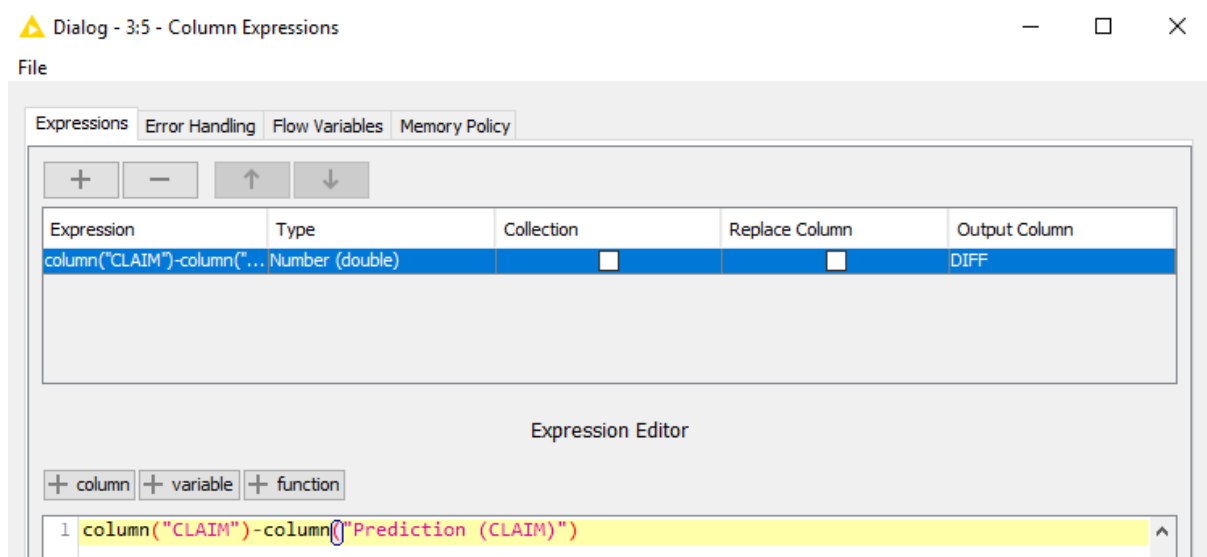 Dialog - 3:5 - Column Expressions
File
Expressions Error Handling Flow Variables Memory Policy
Expression Type Collection Replace Column Output Column
column("CLAIM")-column("... Number (double) DIFF
Expression Editor
+ column + variable + function
1 column("CLAIM")-column("Prediction (CLAIM)")